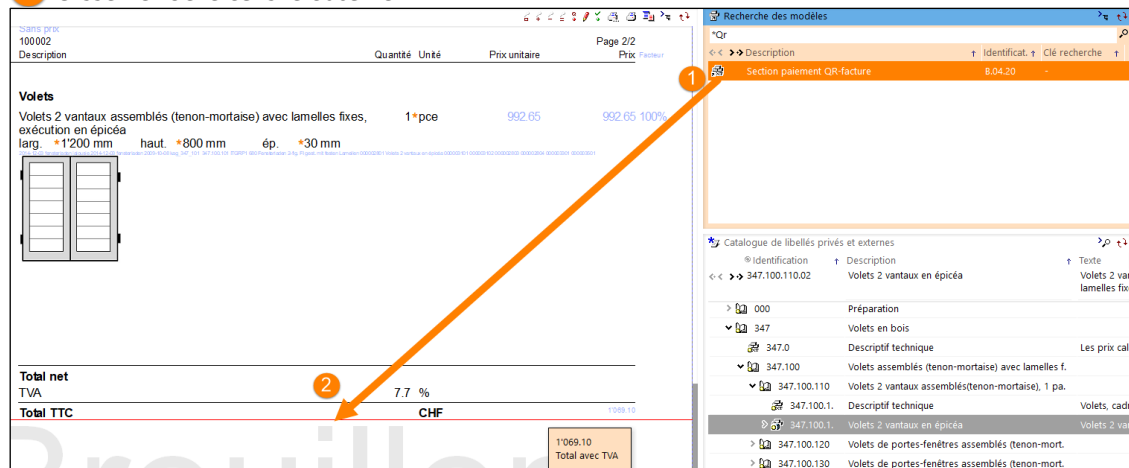 Sans prix
100002
Page 2/2
Description Quantité Unité Prix unitaire Prix Facteur
Volets
Volets 2 vantaux assemblés (tenon-mortaise) avec lamelles fixes, 1*pce 992.65 992.65 100%
exécution en épicéa
larg. *1'200 mm haut. *800 mm ép. *30 mm
Total net
TVA 7.7 %
Total TTC CHF 1'069.10
Brouillon
1'069.10
Total avec TVA
1
2
Recherche des modèles
*Qr
Description Identificat. Clé recherche
Section paiement QR-facture B.04.20 -
Catalogue de libellés privés et externes
Identification Description Texte
347.100.110.02 Volets 2 vantaux en épicéa Volets 2 van
lamelles fixe
000 Préparation
347 Volets en bois
347.0 Descriptif technique Les prix cal
347.100 Volets assemblés (tenon-mortaise) avec lamelles f.
347.100.110 Volets 2 vantaux assemblés(tenon-mortaise), 1 pa.
347.100.1. Descriptif technique Volets, cadr
347.100.1. Volets 2 vantaux en épicéa Volets 2 van
347.100.120 Volets de portes-fenêtres assemblés (tenon-mort.
347.100.130 Volets de portes-fenêtres assemblés (tenon-mort.